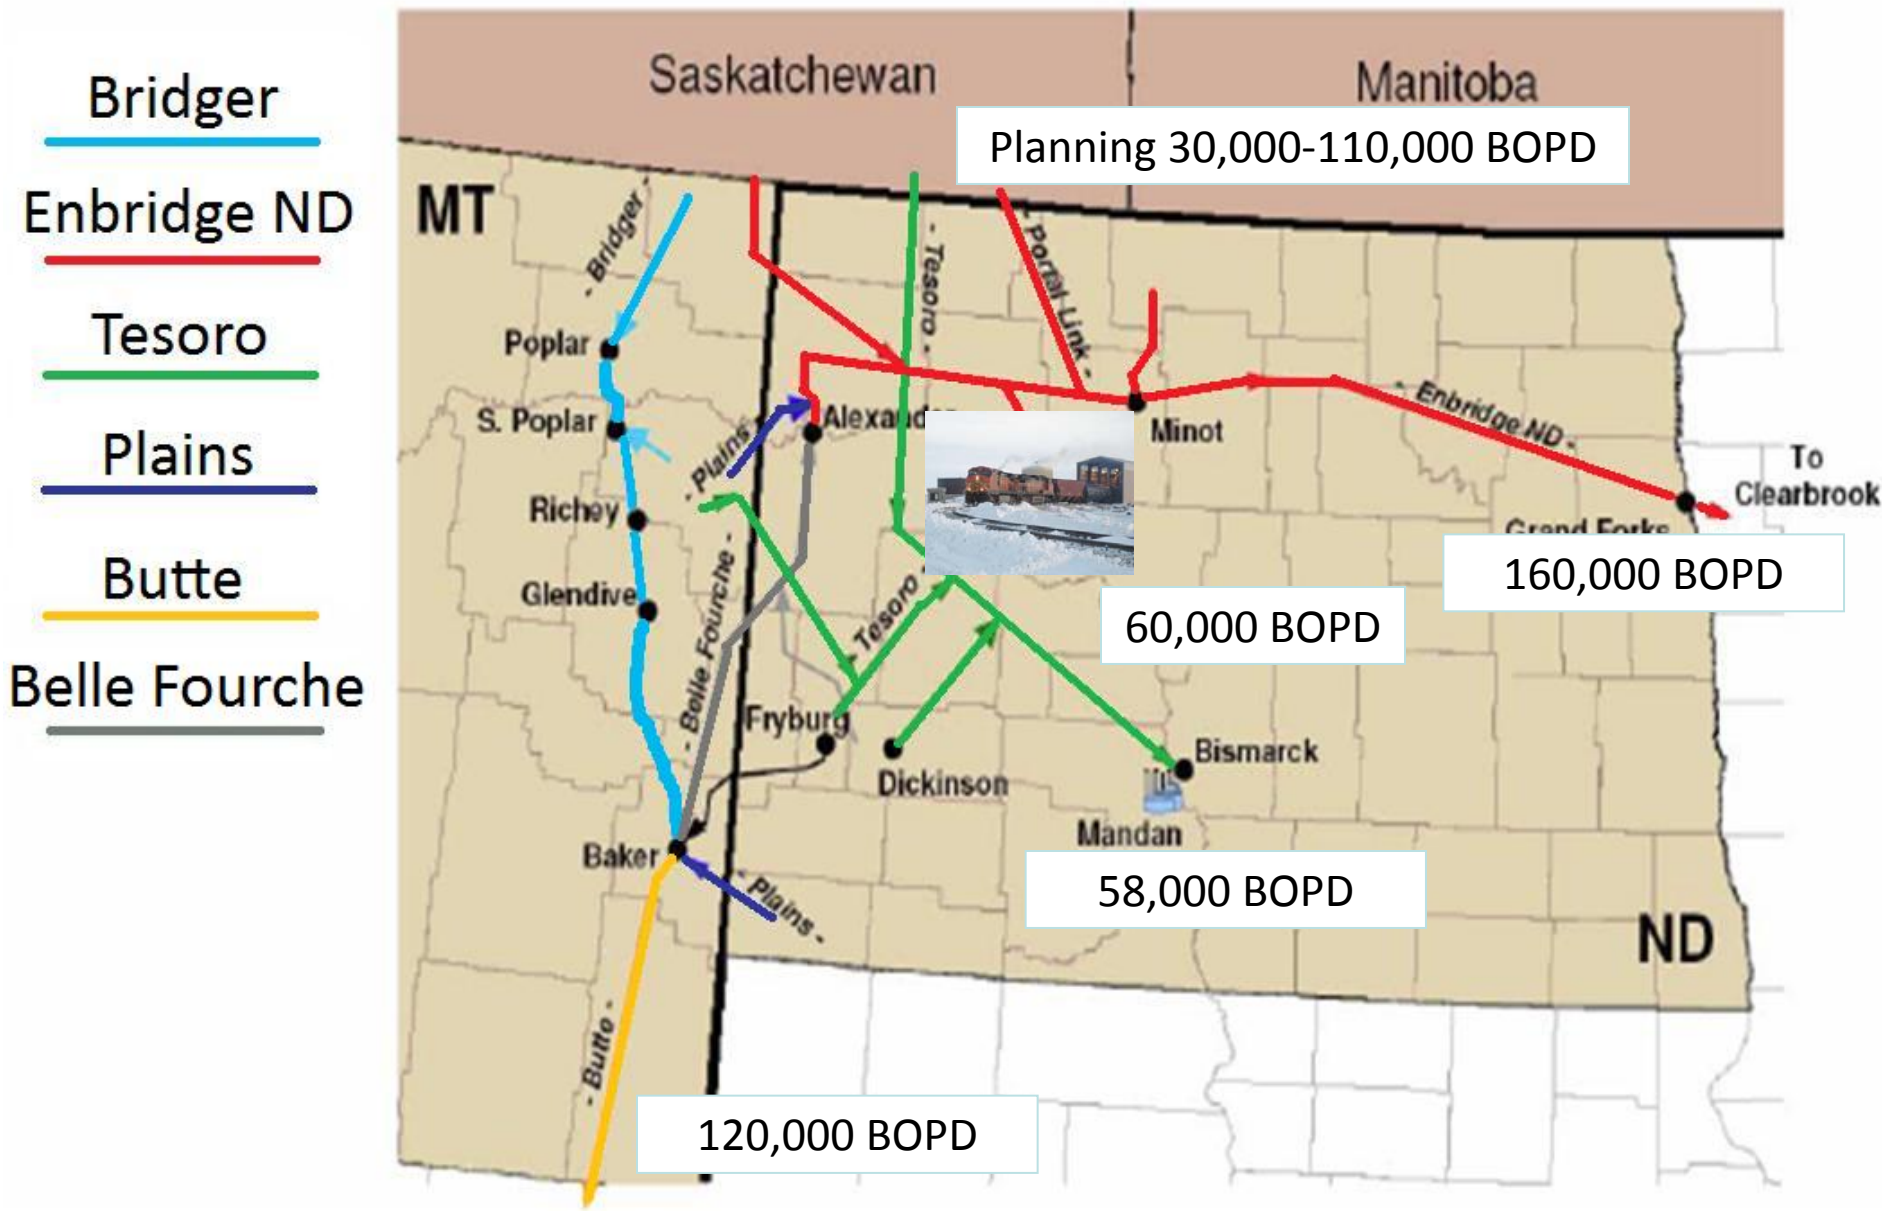 Bridger
Enbridge ND
Tesoro
Plains
Butte
Belle Fourche
Saskatchewan
Manitoba
Planning 30,000-110,000 BOPD
MT
- Bridger -
- Tesoro -
- Portal Link -
Poplar
S. Poplar
- Plains -
Minot
- Enbridge ND -
To
Clearbrook
Richey
Grand Forks
160,000 BOPD
Glendive
- Belle Fourche -
- Tesoro -
60,000 BOPD
Fryburg
Dickinson
Bismarck
Mandan
Baker
- Plains -
58,000 BOPD
ND
- Butte -
120,000 BOPD